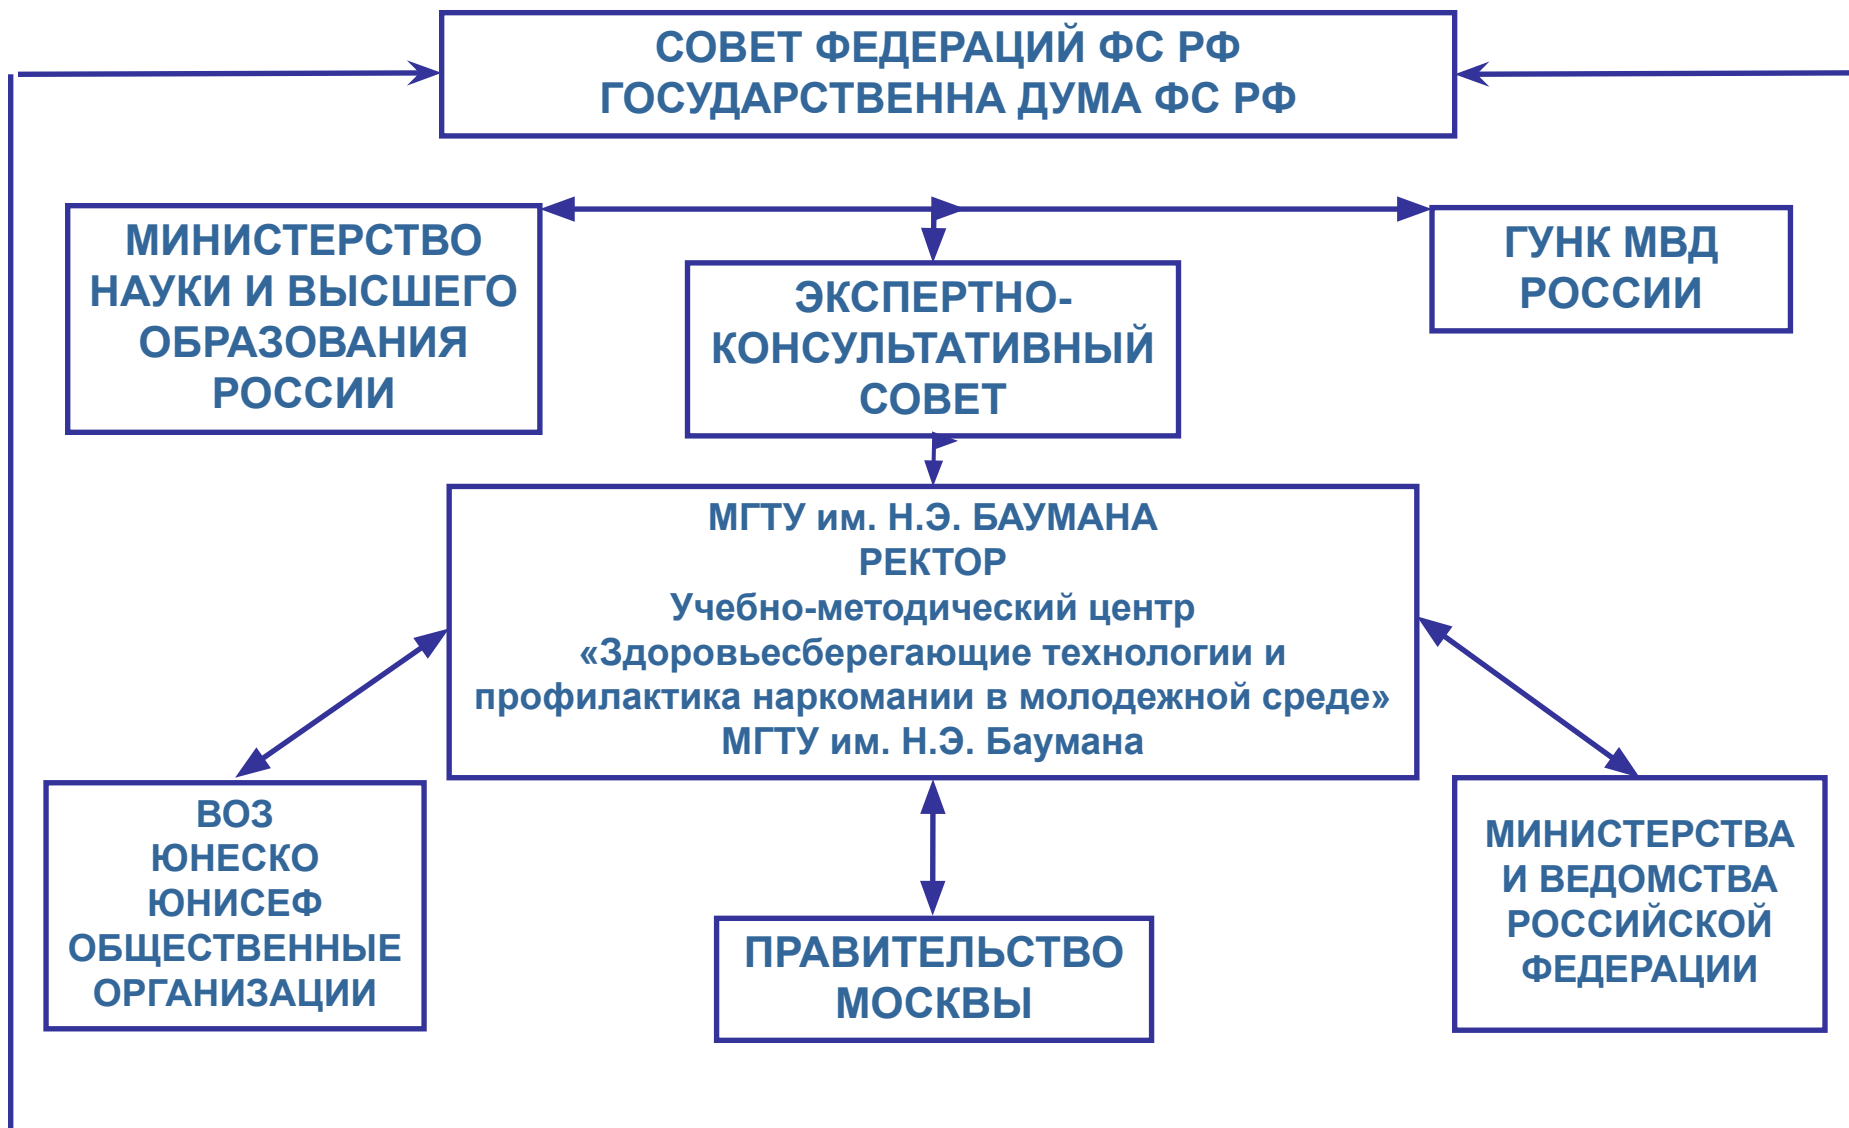 СОВЕТ ФЕДЕРАЦИЙ ФС РФ
ГОСУДАРСТВЕННА ДУМА ФС РФ
МИНИСТЕРСТВО
НАУКИ И ВЫСШЕГО
ОБРАЗОВАНИЯ
РОССИИ
ЭКСПЕРТНО-
КОНСУЛЬТАТИВНЫЙ
СОВЕТ
ГУНК МВД
РОССИИ
МГТУ им. Н.Э. БАУМАНА
РЕКТОР
Учебно-методический центр
«Здоровьесберегающие технологии и
профилактика наркомании в молодежной среде»
МГТУ им. Н.Э. Баумана
ВОЗ
ЮНЕСКО
ЮНИСЕФ
ОБЩЕСТВЕННЫЕ
ОРГАНИЗАЦИИ
ПРАВИТЕЛЬСТВО
МОСКВЫ
МИНИСТЕРСТВА
И ВЕДОМСТВА
РОССИЙСКОЙ
ФЕДЕРАЦИИ